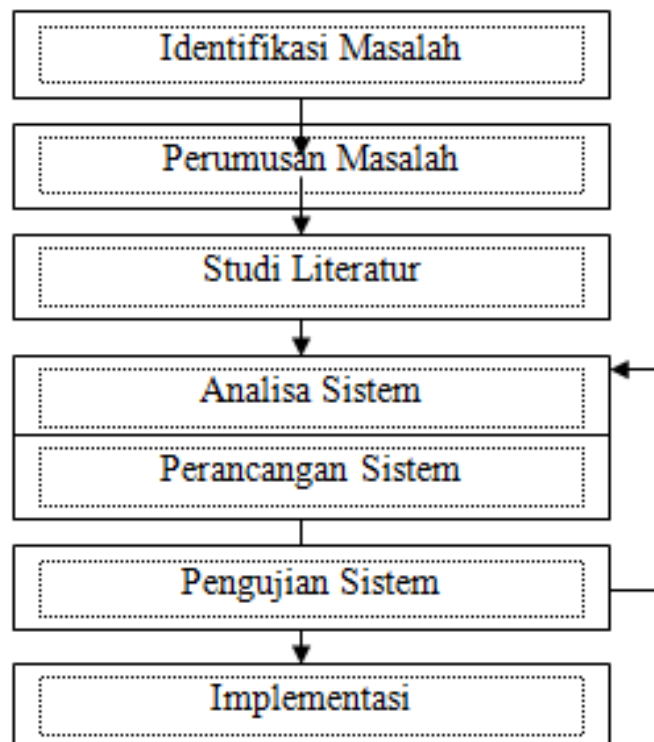 Identifikasi Masalah
Perumusan Masalah
Studi Literatur
Analisa Sistem
Perancangan Sistem
Pengujian Sistem
Implementasi